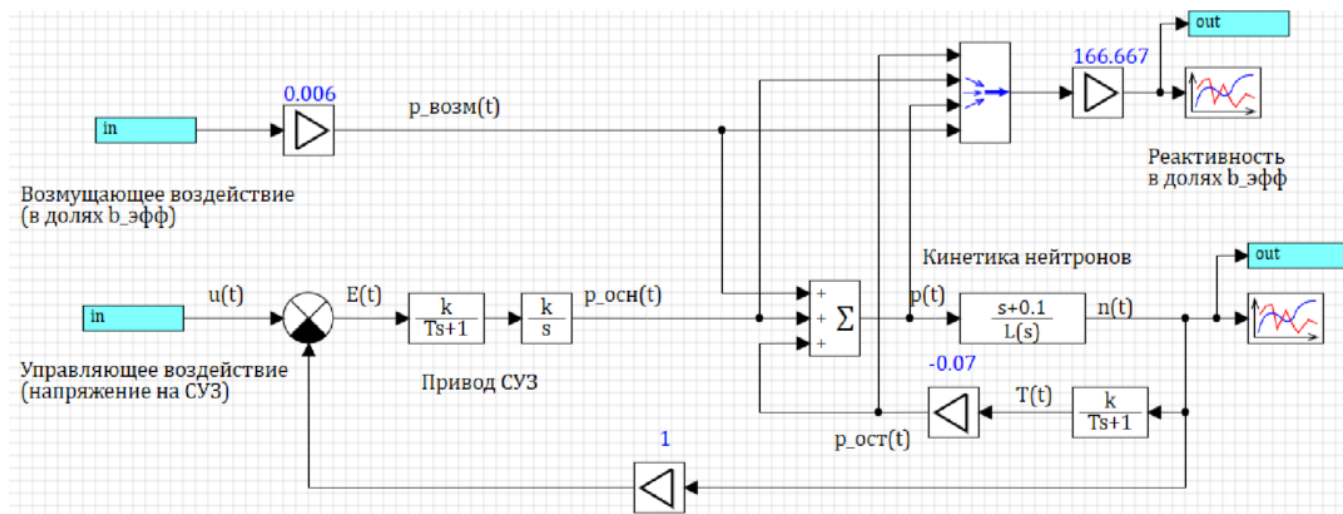 out
166.667
0.006
p_возм(t)
in
Реактивность
в долях b_эфф
Возмущающее воздействие
(в долях b_эфф)
Кинетика нейтронов
out
u(t)
E(t)
p_осн(t)
p(t)
n(t)
in
k
Ts+1
k
s
+
+
+
Σ
s+0.1
L(s)
Управляющее воздействие
(напряжение на СУЗ)
Привод СУЗ
-0.07
T(t)
k
Ts+1
p_ост(t)
1